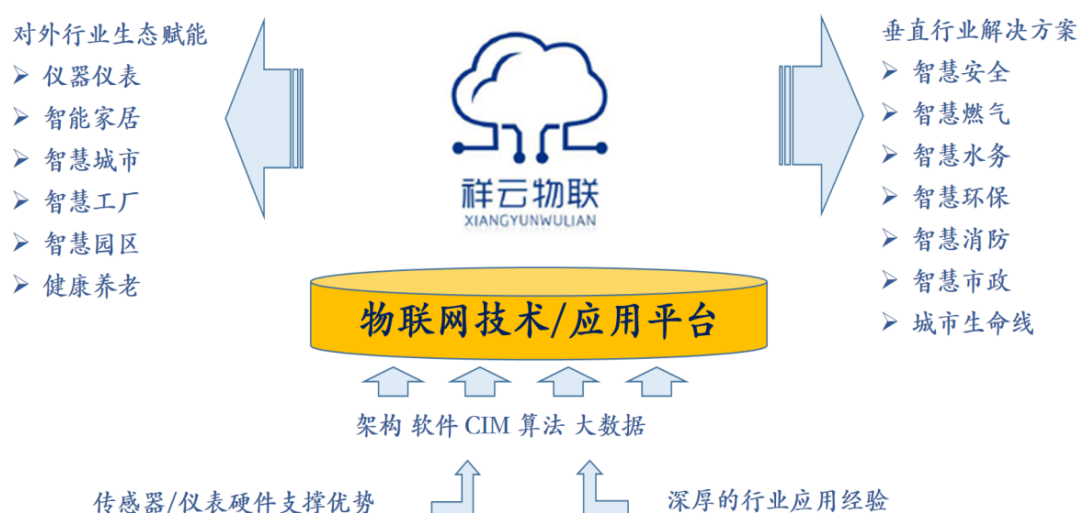 对外行业生态赋能
仪器仪表
智能家居
智慧城市
智慧工厂
智慧园区
健康养老
祥云物联
XIANGYUNWULIAN
垂直行业解决方案
智慧安全
智慧燃气
智慧水务
智慧环保
智慧消防
智慧市政
城市生命线
物联网技术/应用平台
架构 软件 CIM 算法 大数据
传感器/仪表硬件支撑优势
深厚的行业应用经验